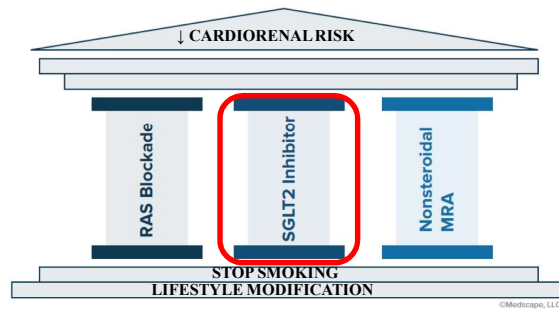 ↓ CARDIORENAL RISK
RAS Blockade
SGLT2 Inhibitor
Nonsteroidal
MRA
STOP SMOKING
LIFESTYLE MODIFICATION
©Medscape, LLC